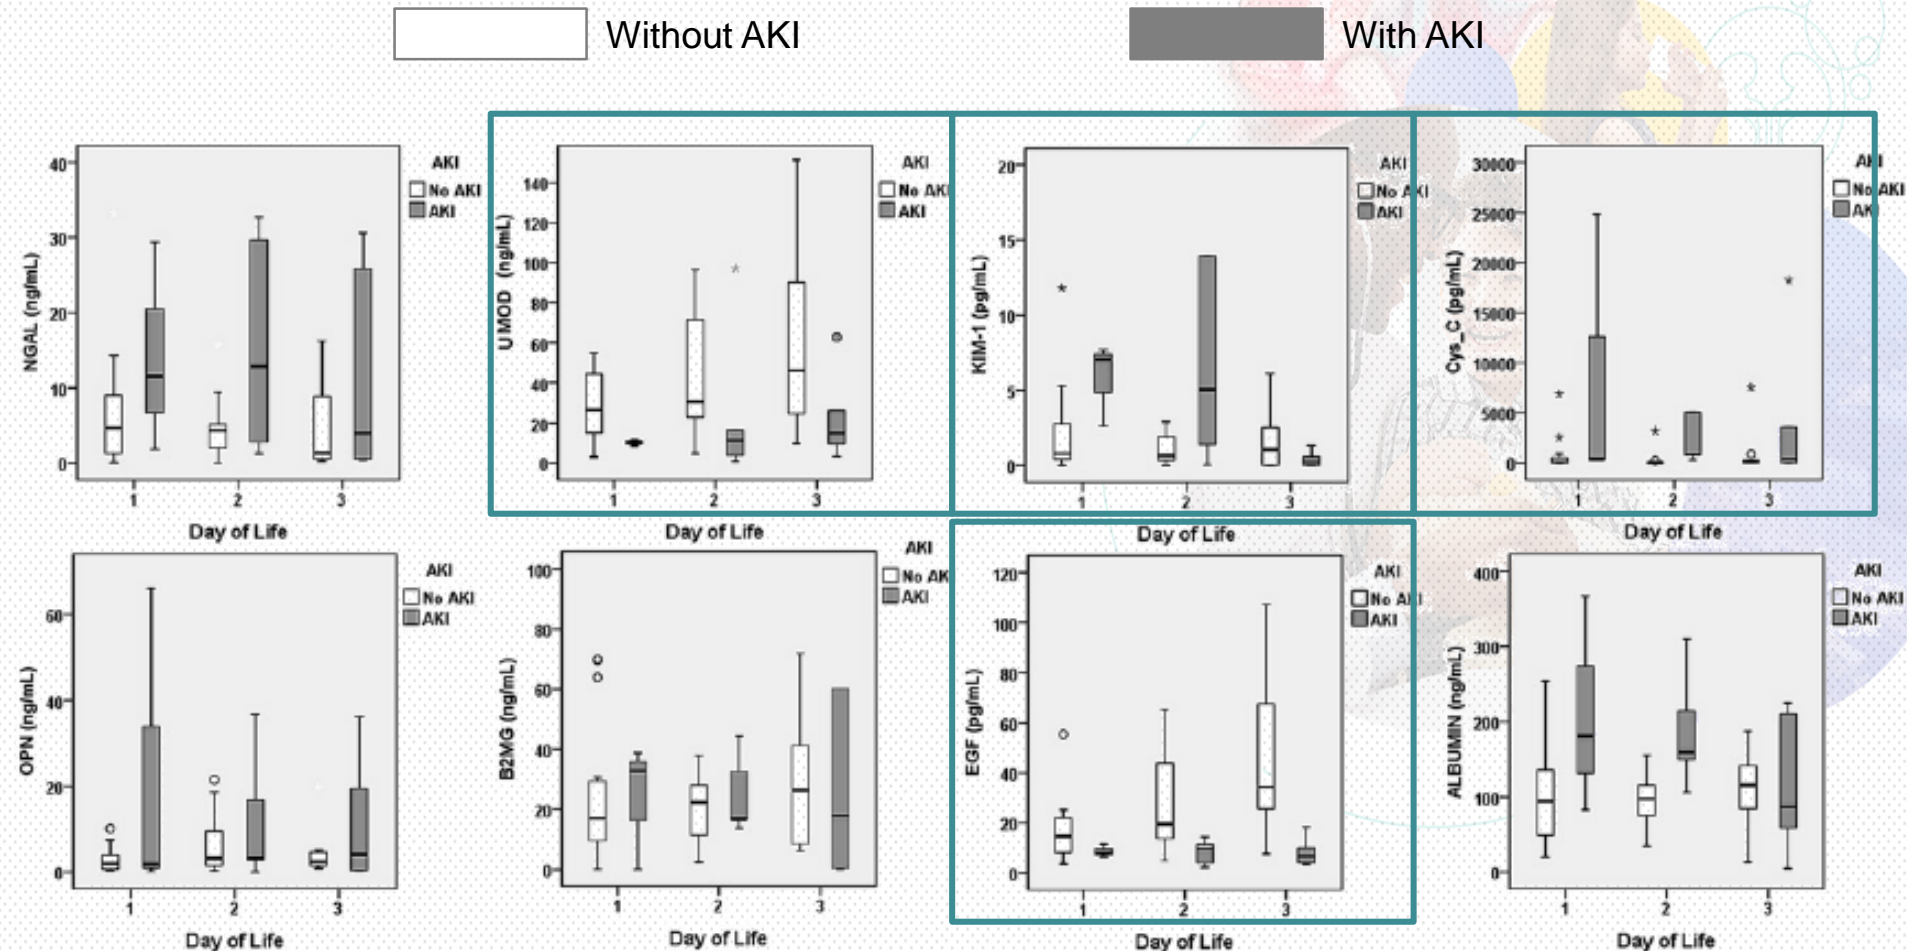 Without AKI
With AKI
40
30
20
10
0
NGAL (ng/mL)
1 2 3
Day of Life
AKI
No AKI
AKI
140
120
100
80
60
40
20
0
UMOD (ng/mL)
1 2 3
Day of Life
AKI
No AKI
AKI
20
15
10
5
0
KIM-1 (pg/mL)
1 2 3
Day of Life
AKI
No AKI
AKI
30000
25000
20000
15000
10000
5000
0
Cys_C (pg/mL)
1 2 3
Day of Life
AKI
No AKI
AKI
60
40
20
0
OPN (ng/mL)
1 2 3
Day of Life
AKI
No AKI
AKI
100
80
60
40
20
0
B2MG (ng/mL)
1 2 3
Day of Life
AKI
No AK
AKI
120
100
80
60
40
20
0
EGF (pg/mL)
1 2 3
Day of Life
AKI
No AKI
AKI
400
300
200
100
0
ALBUMIN (ng/mL)
1 2 3
Day of Life
AKI
No AKI
AKI